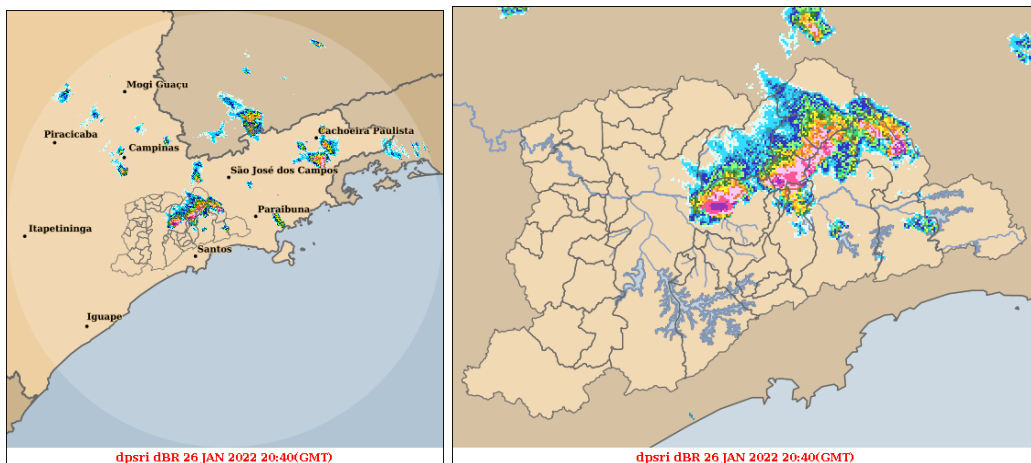 Mogi Guaçu
Piracicaba
Cachoeira Paulista
Campinas
São José dos Campos
Paraibuna
Itapetininga
Santos
Iguape
dpsri dBR 26 JAN 2022 20:40(GMT)
dpsri dBR 26 JAN 2022 20:40(GMT)